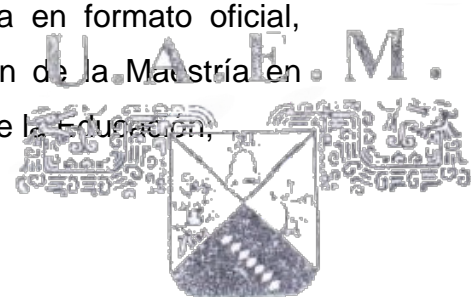 a en formato oficial,
U.A.E.M.
n de la Maestría en
e la Educación,